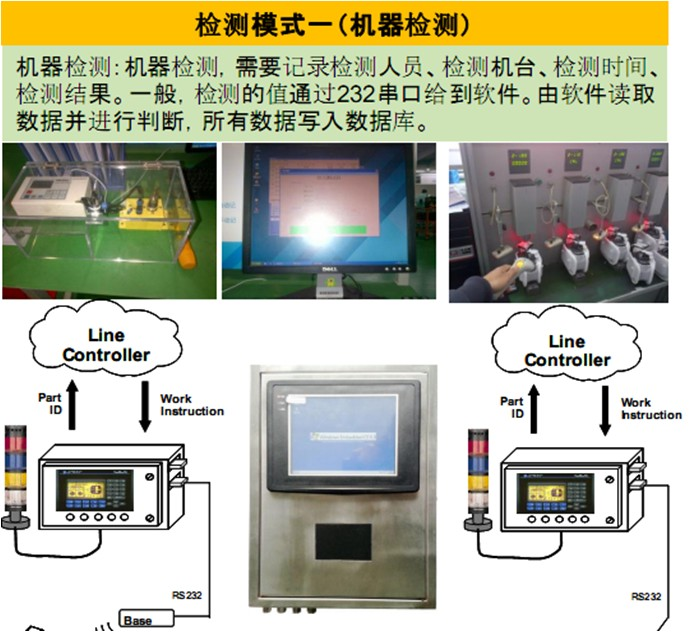 检测模式一（机器检测）
机器检测：机器检测，需要记录检测人员、检测机台、检测时间、
检测结果。一般，检测的值通过232串口给到软件。由软件读取
数据并进行判断，所有数据写入数据库。
DELL
Line
Controller
Part
ID
Work
Instruction
RS232
Base
Line
Controller
Part
ID
Work
Instruction
RS232